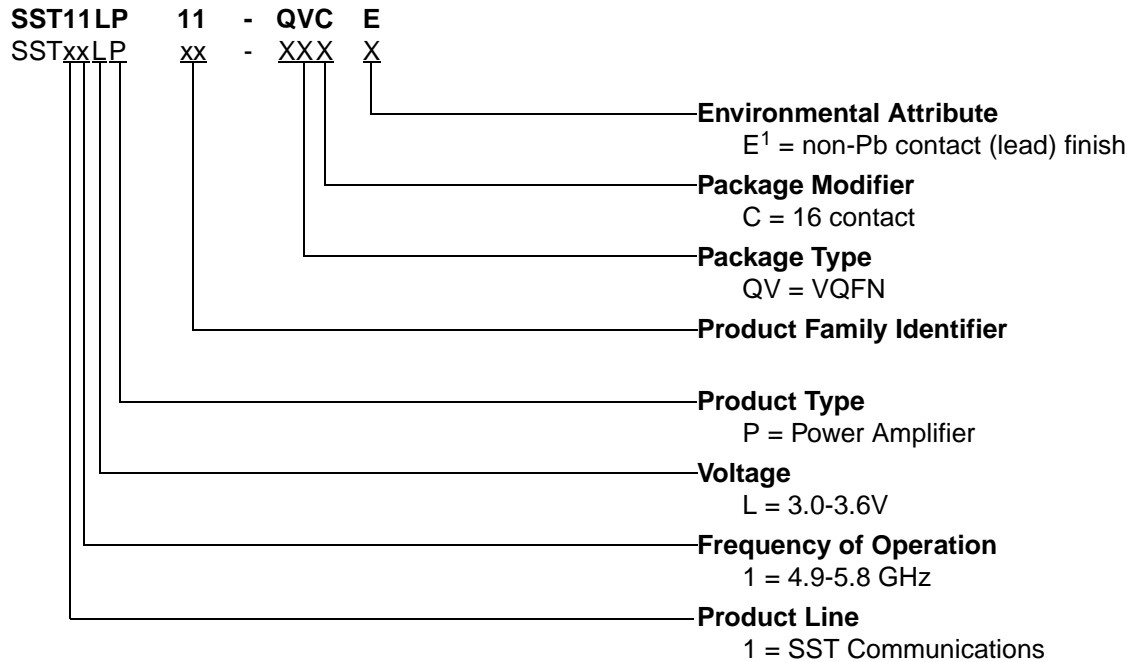 SST11LP 11 - QVC E
SSTxxLP xx - XXX X
Environmental Attribute
E¹ = non-Pb contact (lead) finish
Package Modifier
C = 16 contact
Package Type
QV = VQFN
Product Family Identifier
Product Type
P = Power Amplifier
Voltage
L = 3.0-3.6V
Frequency of Operation
1 = 4.9-5.8 GHz
Product Line
1 = SST Communications